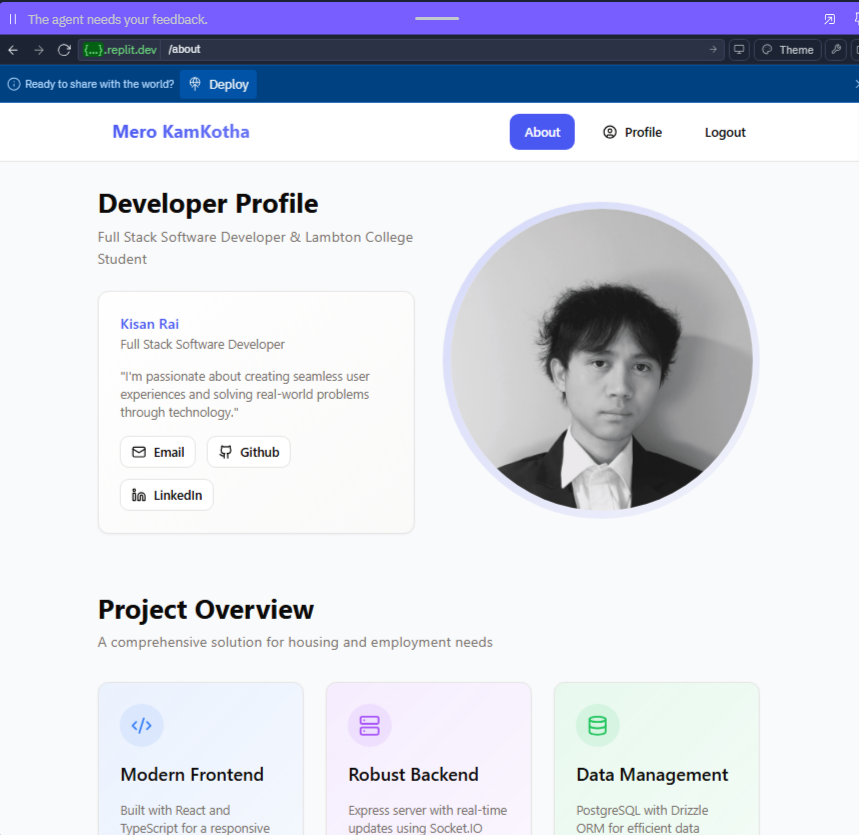 The agent needs your feedback.
{...}.replit.dev /about
Theme
Ready to share with the world? Deploy
Mero KamKotha
About Profile Logout
Developer Profile
Full Stack Software Developer & Lambton College
Student
Kisan Rai
Full Stack Software Developer
"I'm passionate about creating seamless user
experiences and solving real-world problems
through technology."
Email Github
LinkedIn
Project Overview
A comprehensive solution for housing and employment needs
Modern Frontend
Built with React and
TypeScript for a responsive
Robust Backend
Express server with real-time
updates using Socket.IO
Data Management
PostgreSQL with Drizzle
ORM for efficient data